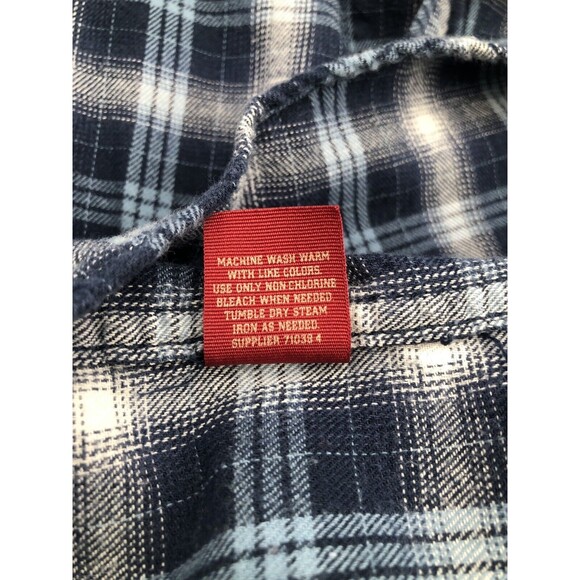 MACHINE WASH WARM
WITH LIKE COLORS.
USE ONLY NON-CHLORINE
BLEACH WHEN NEEDED
TUMBLE DRY STEAM
IRON AS NEEDED.
SUPPLIER 71039 4